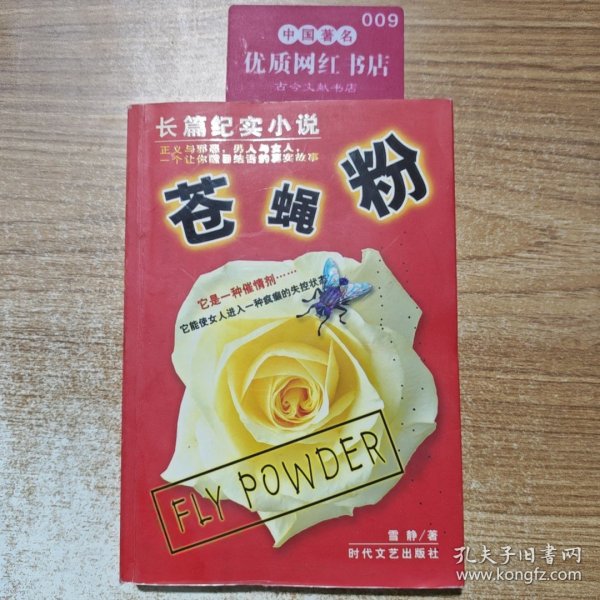 009
中国著名
优质网红书店
古今文献书店
长篇纪实小说
正义与邪恶，男人与女人，
一个让你瞠目结舌的真实故事
苍蝇粉
它是一种催情剂……
它能使女人进入一种疯癫的失控状态
FLY POWDER
雪静/著
时代文艺出版社
孔夫子旧书网
www.kongfz.com